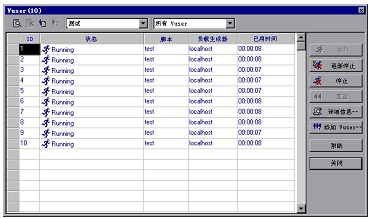 Vuser (10)
测试 所有 Vuser
ID 状态 脚本 负载生成器 已用时间
1 Running test localhost 00:00:08
2 Running test localhost 00:00:08
3 Running test localhost 00:00:07
4 Running test localhost 00:00:07
5 Running test localhost 00:00:07
6 Running test localhost 00:00:08
7 Running test localhost 00:00:08
8 Running test localhost 00:00:08
9 Running test localhost 00:00:07
10 Running test localhost 00:00:08
运行
逐渐停止
停止
重置
详细信息...
添加 Vuser...
帮助
关闭